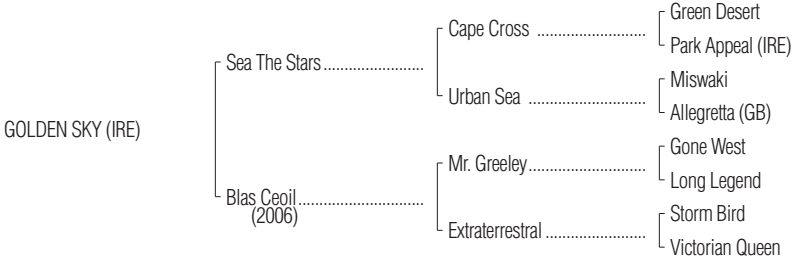 Green Desert
Cape Cross ..........................
Park Appeal (IRE)
Sea The Stars........................
Miswaki
Urban Sea ............................
Allegretta (GB)
GOLDEN SKY (IRE)
Gone West
Mr. Greeley............................
Long Legend
Blas Ceoil..............................
(2006)
Storm Bird
Extraterrestral ........................
Victorian Queen